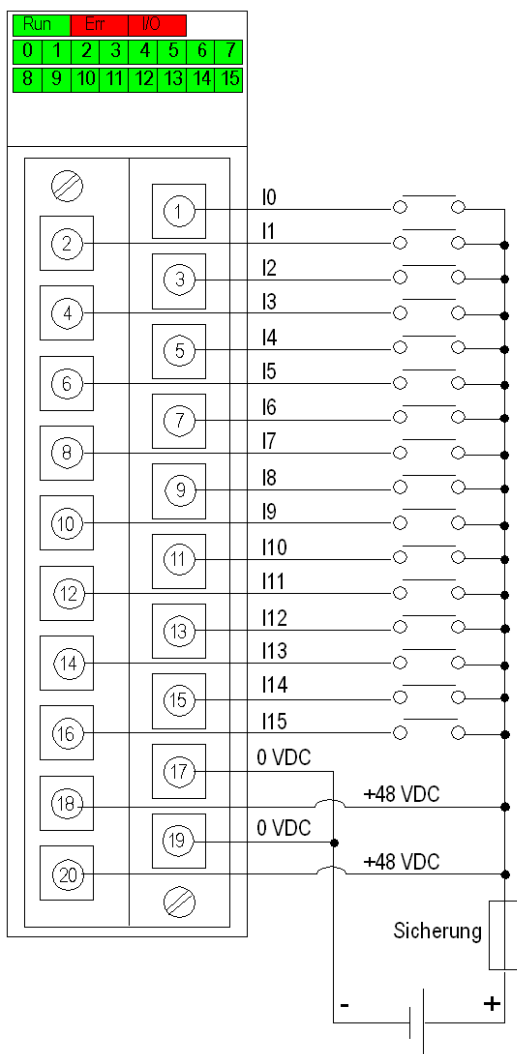 Run Err I/O
0 1 2 3 4 5 6 7
8 9 10 11 12 13 14 15
1 I0
2 I1
3 I2
4 I3
5 I4
6 I5
7 I6
8 I7
9 I8
10 I9
11 I10
12 I11
13 I12
14 I13
15 I14
16 I15
17 0 VDC
18 +48 VDC
19 0 VDC
20 +48 VDC
Sicherung
- +